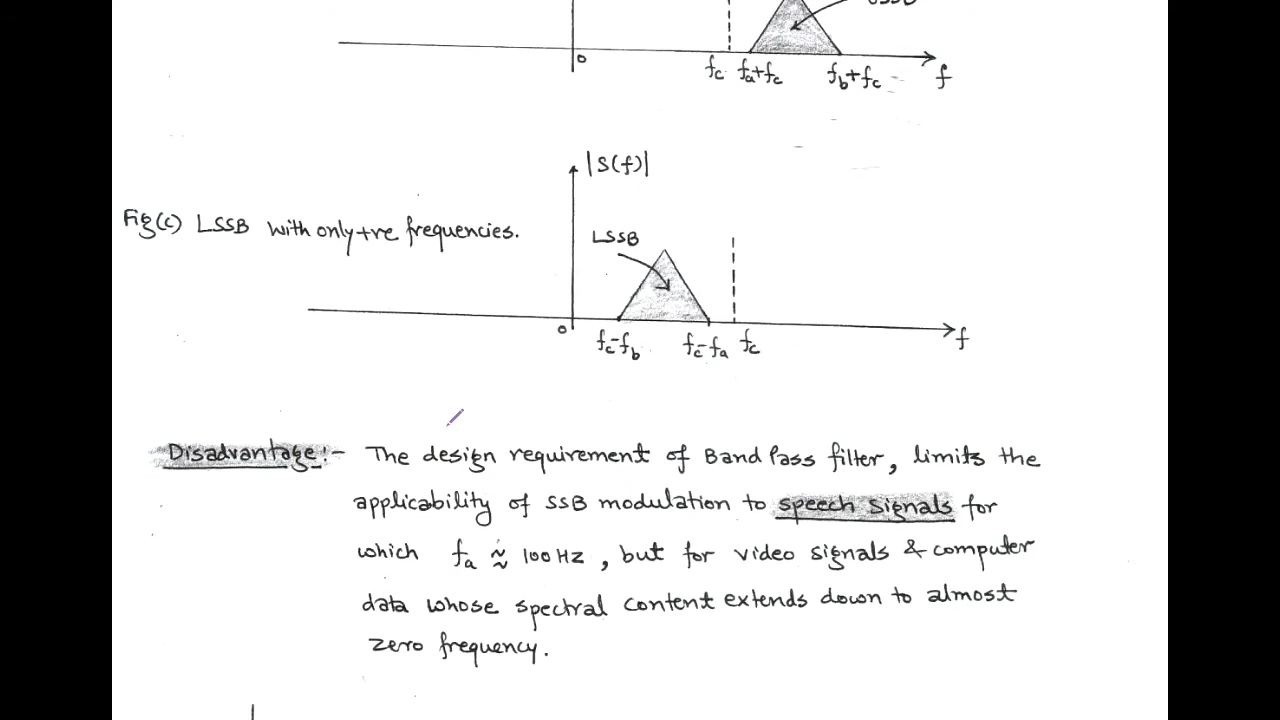 0
fc fa+fc fb+fc f
|S(f)|
Fig(c) LSSB with only +ve frequencies.
LSSB
0
fc-fb fc-fa fc f
Disadvantage:- The design requirement of Band Pass filter, limits the
applicability of SSB modulation to speech signals for
which fa ≈ 100 Hz, but for video signals & computer
data whose spectral content extends down to almost
zero frequency.